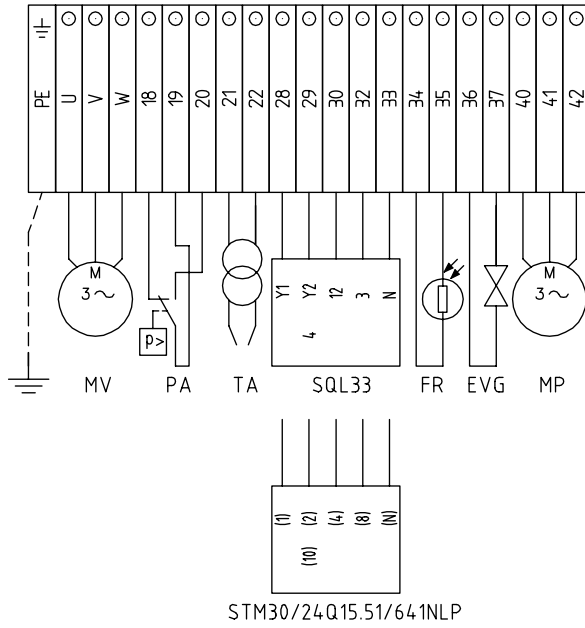 PE U V W 18 19 20 21 22 28 29 30 32 33 34 35 36 37 40 41 42
M M
3~ 3~
Y1 Y2 12 3 N
4
p>
MV PA TA SQL33 FR EVG MP
(1) (2) (4) (8) (N)
(10)
STM30/24Q15.51/641NLP